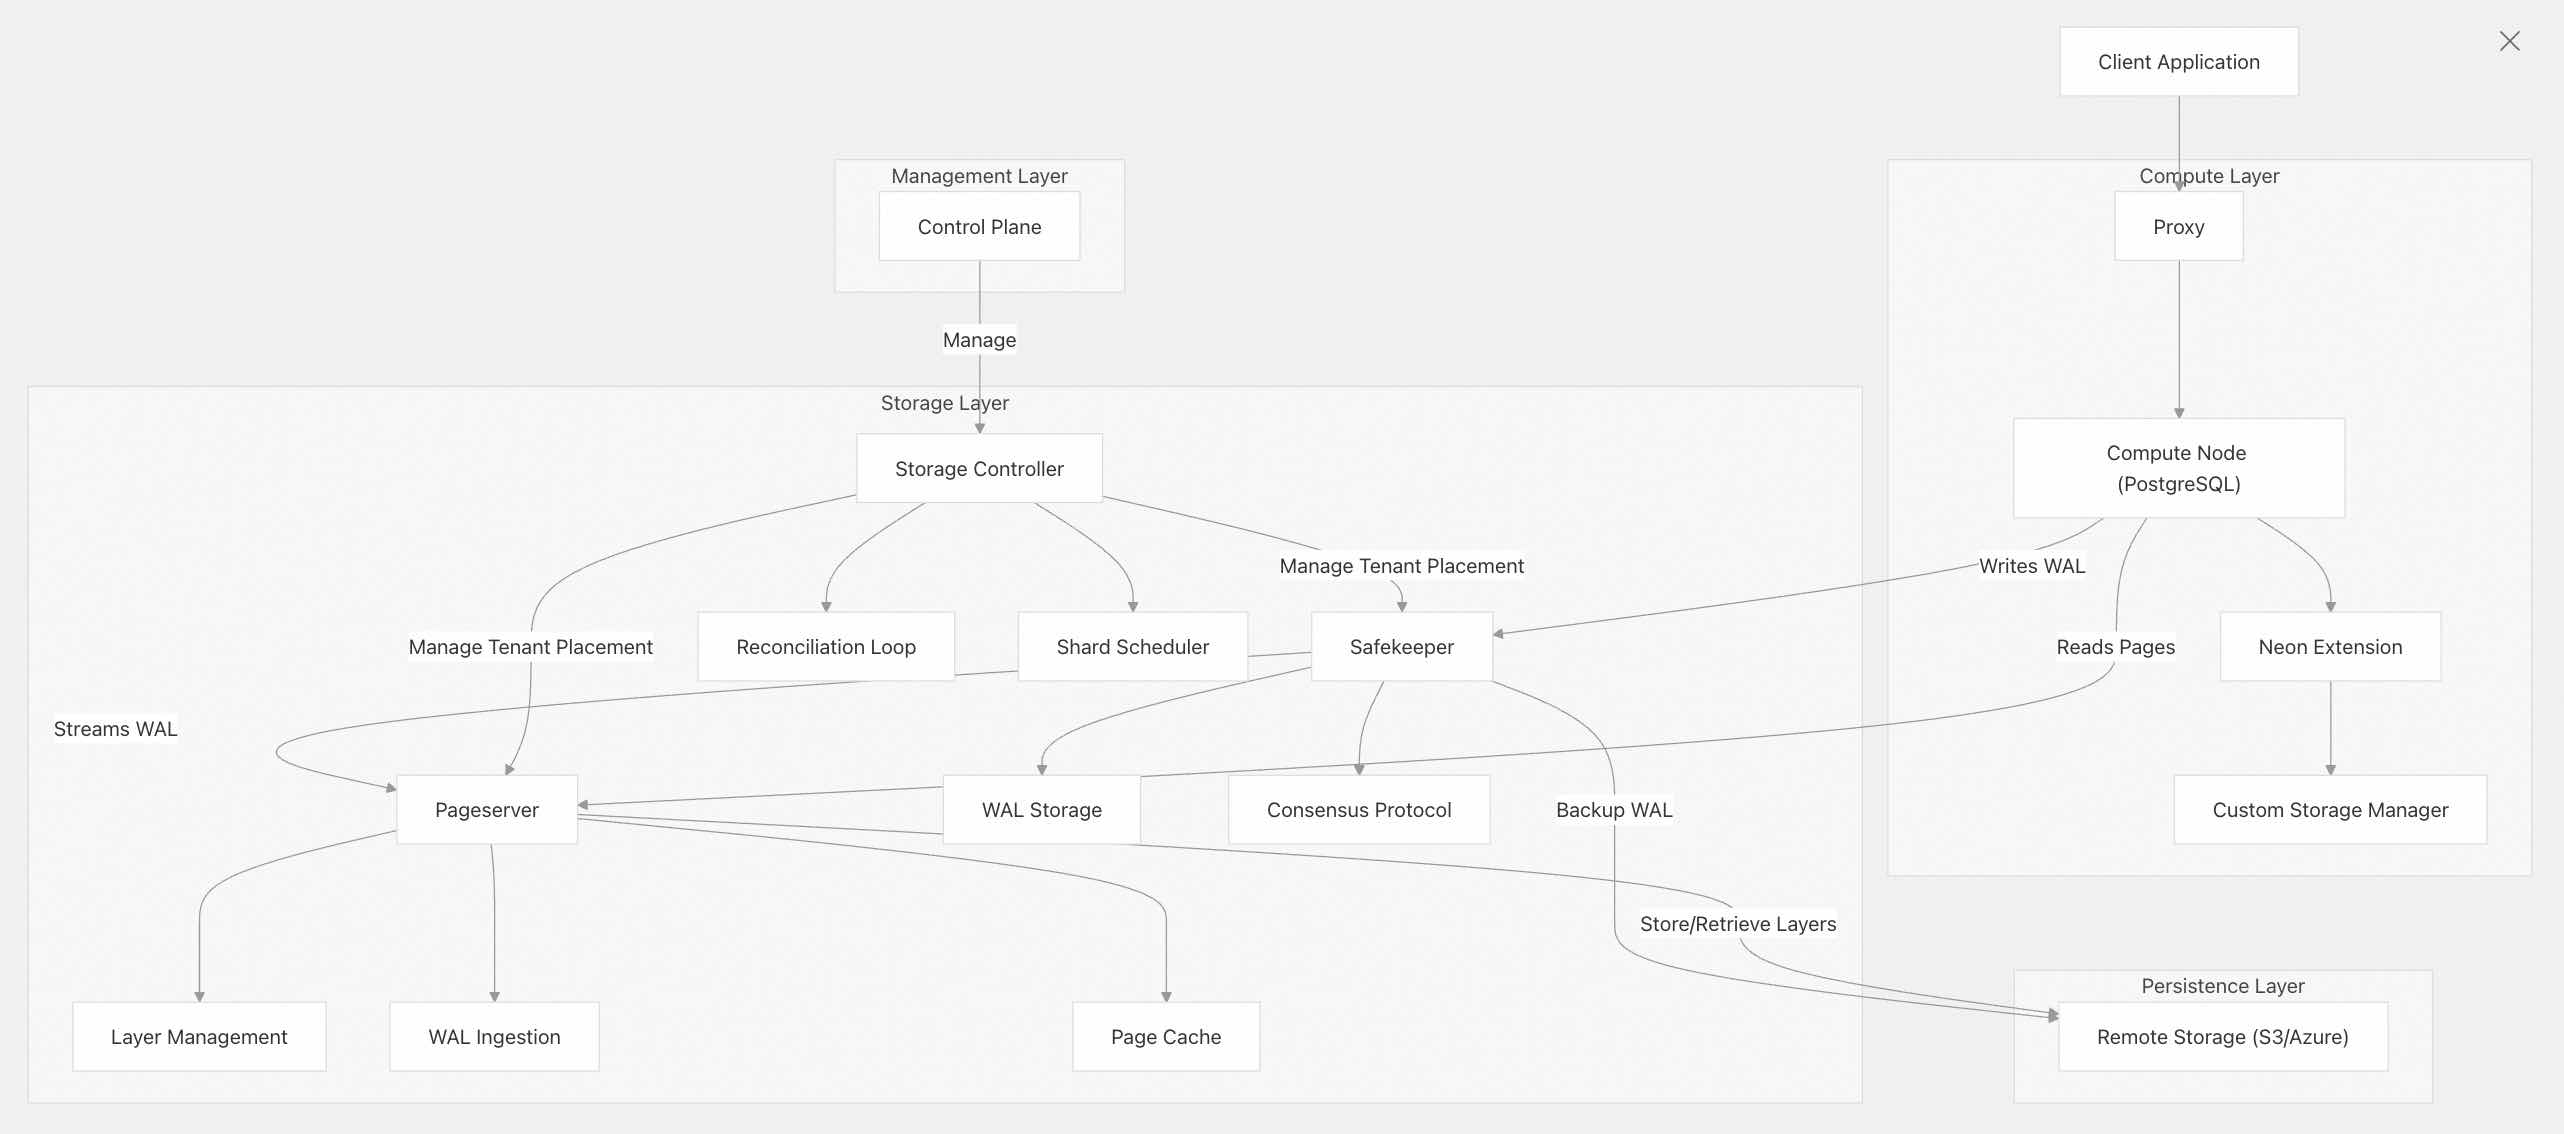 Client Application
Management Layer
Compute Layer
Control Plane
Proxy
Manage
Storage Layer
Storage Controller
Compute Node
(PostgreSQL)
Manage Tenant Placement
Writes WAL
Manage Tenant Placement
Reconciliation Loop
Shard Scheduler
Safekeeper
Reads Pages
Neon Extension
Streams WAL
Pageserver
WAL Storage
Consensus Protocol
Backup WAL
Custom Storage Manager
Store/Retrieve Layers
Persistence Layer
Layer Management
WAL Ingestion
Page Cache
Remote Storage (S3/Azure)